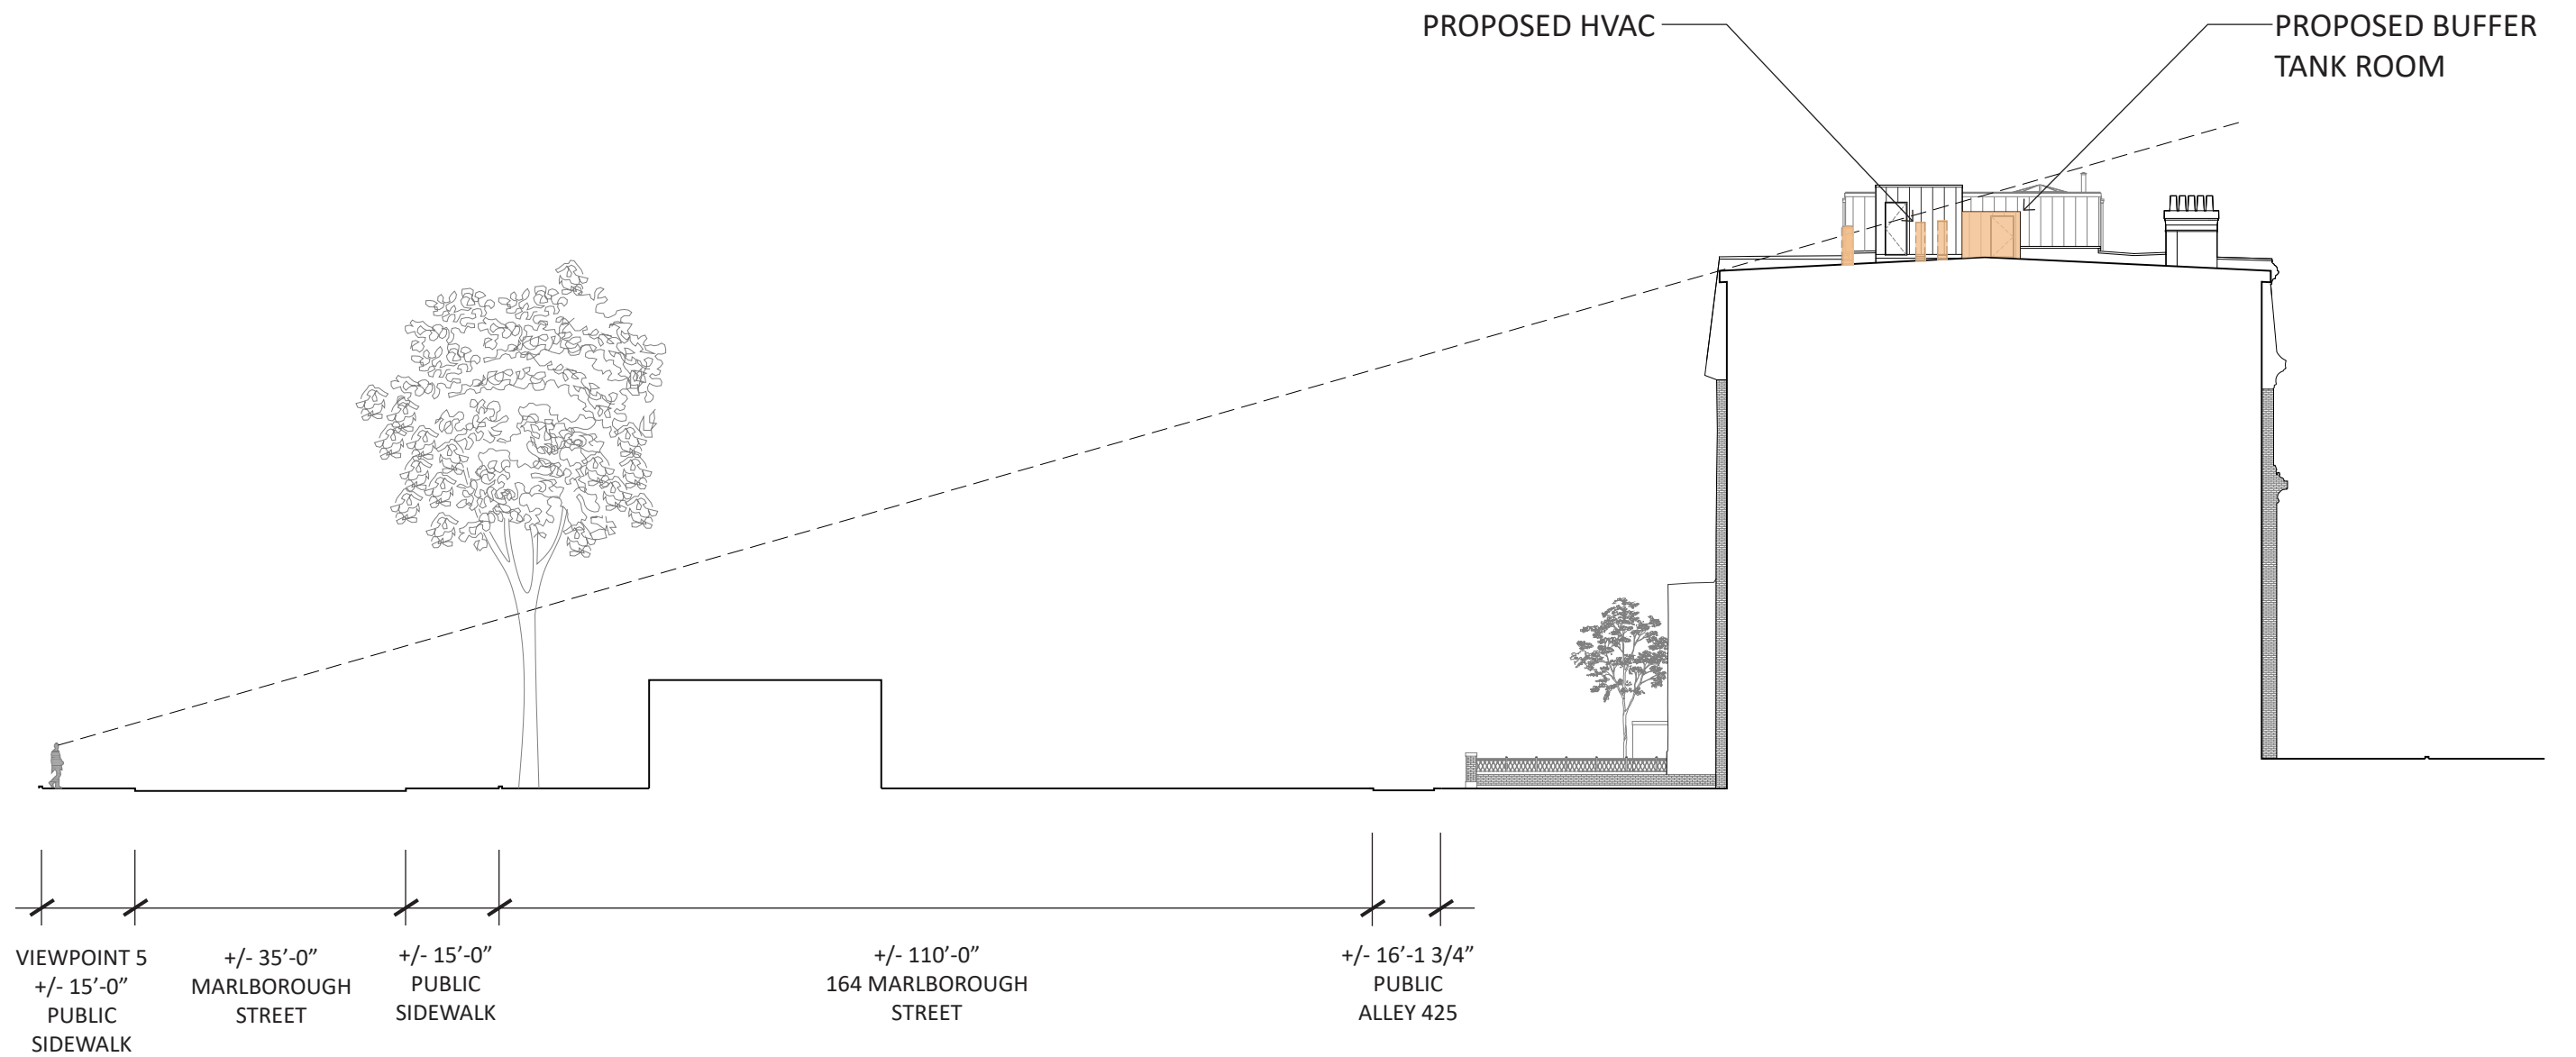 PROPOSED HVAC
PROPOSED BUFFER
TANK ROOM
VIEWPOINT 5
+/- 15’-0”
PUBLIC
SIDEWALK
+/- 35’-0”
MARLBOROUGH
STREET
+/- 15’-0”
PUBLIC
SIDEWALK
+/- 110’-0”
164 MARLBOROUGH
STREET
+/- 16’-1 3/4”
PUBLIC
ALLEY 425